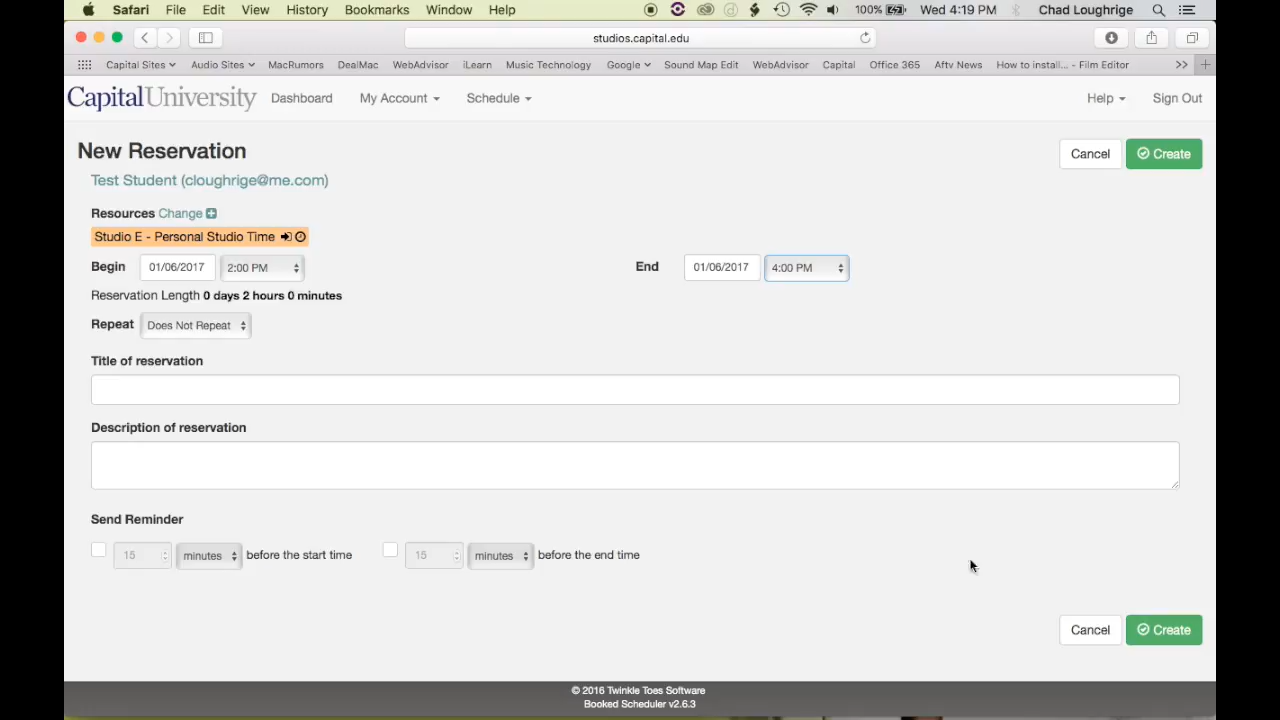 Safari File Edit View History Bookmarks Window Help 100% Wed 4:19 PM Chad Loughrige
studios.capital.edu
Capital Sites Audio Sites MacRumors DealMac WEBAdvisor iLearn Music Technology Google Sound Map Edit WEBAdvisor Capital Office 365 Aftv News How to install... - Film Editor >>
CapitalUniversity Dashboard My Account Schedule Help Sign Out
New Reservation Cancel Create
Test Student (cloughrige@me.com)
Resources Change
Studio E - Personal Studio Time
Begin 01/06/2017 2:00 PM End 01/06/2017 4:00 PM
Reservation Length 0 days 2 hours 0 minutes
Repeat Does Not Repeat
Title of reservation
Description of reservation
Send Reminder
15 minutes before the start time 15 minutes before the end time
Cancel Create
© 2016 Twinkle Toes Software
Booked Scheduler v2.6.3